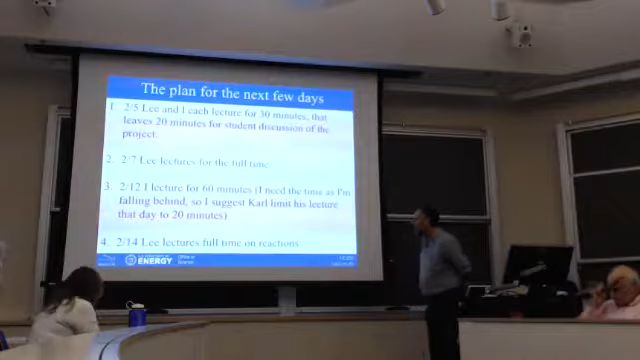 The plan for the next few days
1. 2/5 Lee and I each lecture for 30 minutes, that
leaves 20 minutes for student discussion of the
project.
2. 2/7 Lee lectures for the full time
3. 2/12 I lecture for 60 minutes (I need the time as I'm
falling behind, so I suggest Karl limit his lecture
that day to 20 minutes)
4. 2/14 Lee lectures full time on reactions
ENERGY
Office of
Science